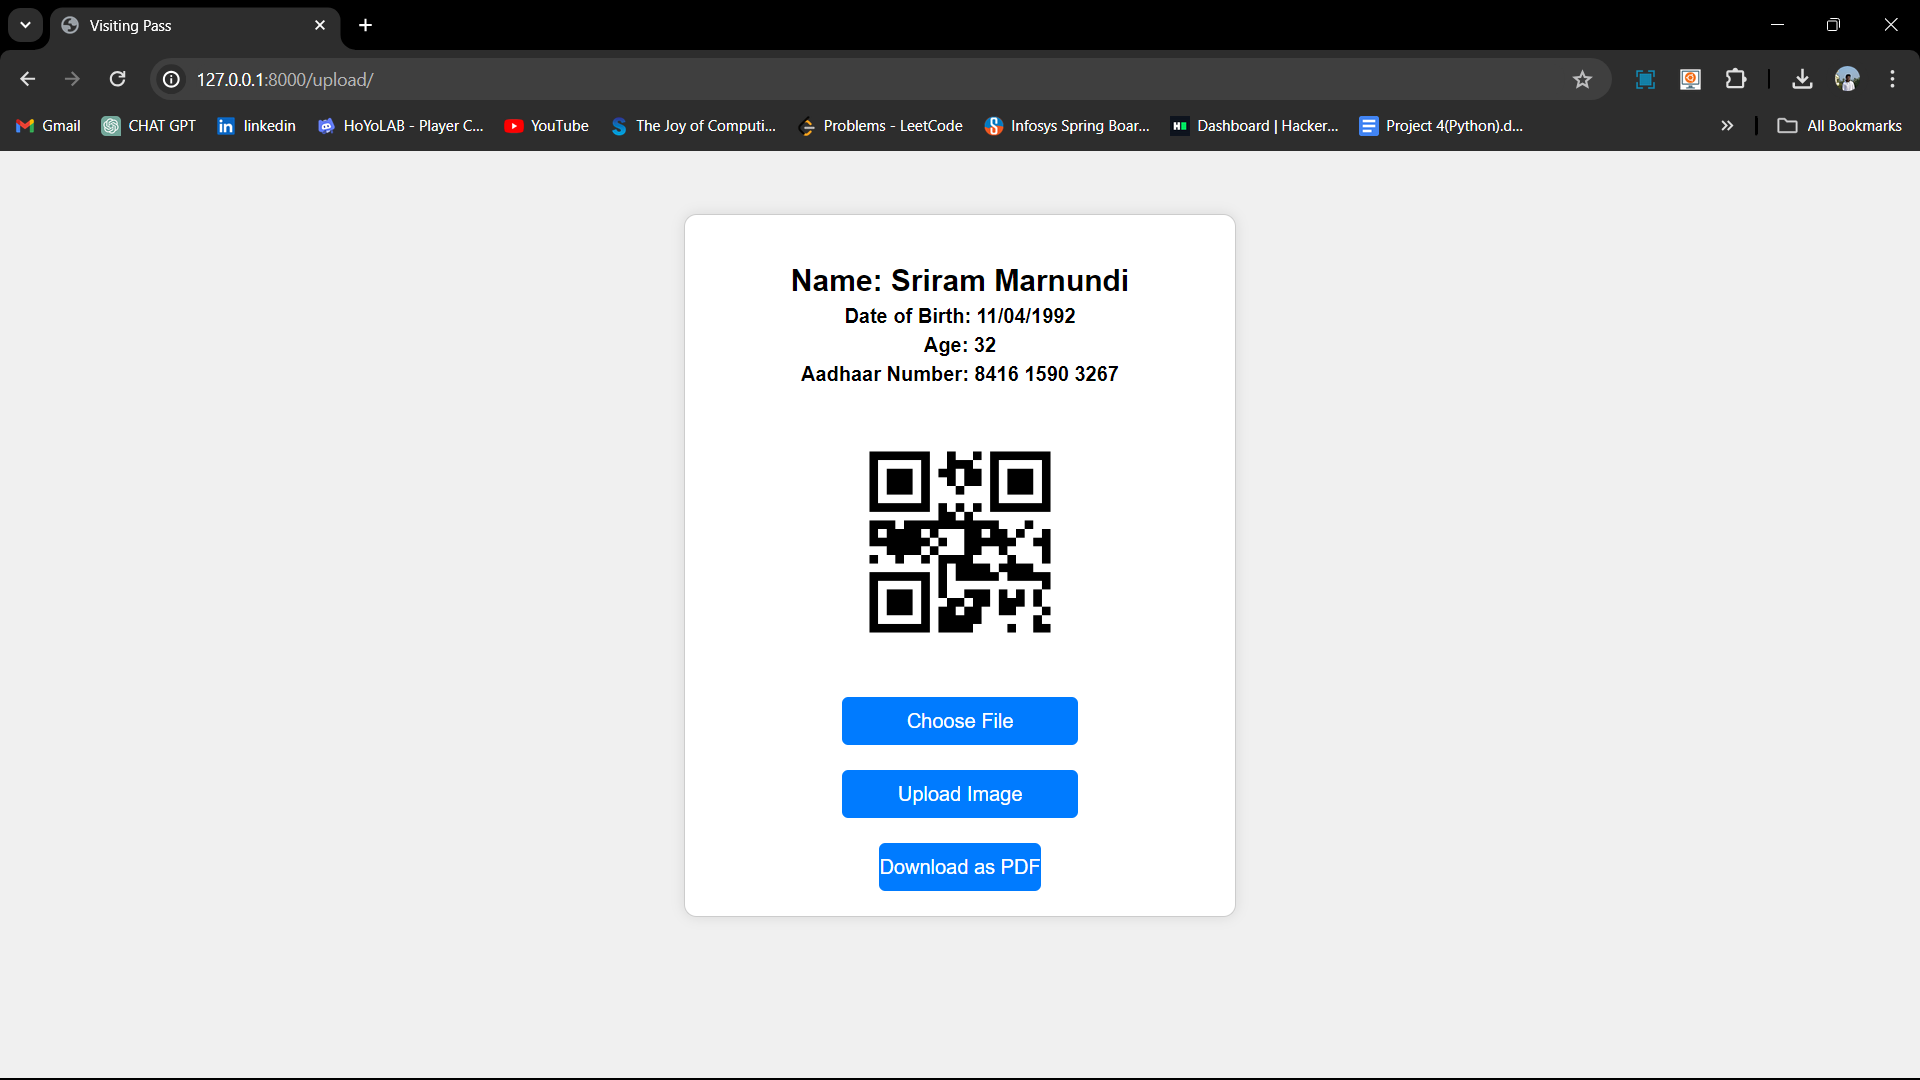 Visiting Pass
127.0.0.1:8000/upload/
Gmail
CHAT GPT
linkedin
HoYoLAB - Player C...
YouTube
The Joy of Computi...
Problems - LeetCode
Infosys Spring Boar...
Dashboard | Hacker...
Project 4(Python).d...
All Bookmarks
Name: Sriram Marnundi
Date of Birth: 11/04/1992
Age: 32
Aadhaar Number: 8416 1590 3267
Choose File
Upload Image
Download as PDF